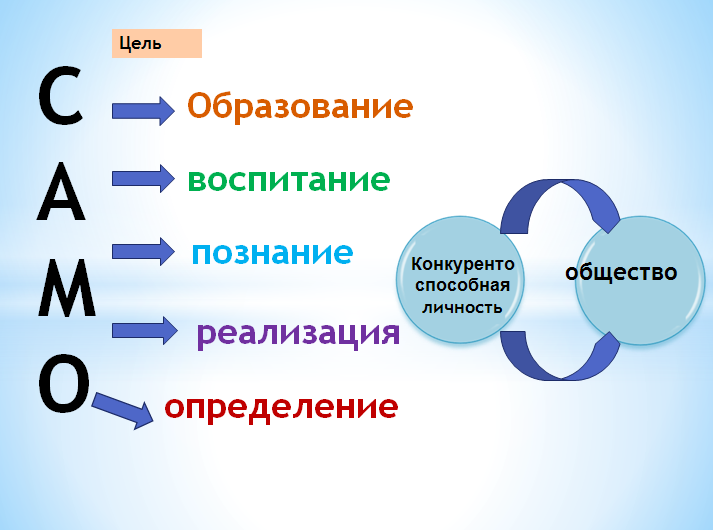 Цель
С
А
М
О
Образование
воспитание
познание
реализация
определение
Конкуренто
способная
личность
общество